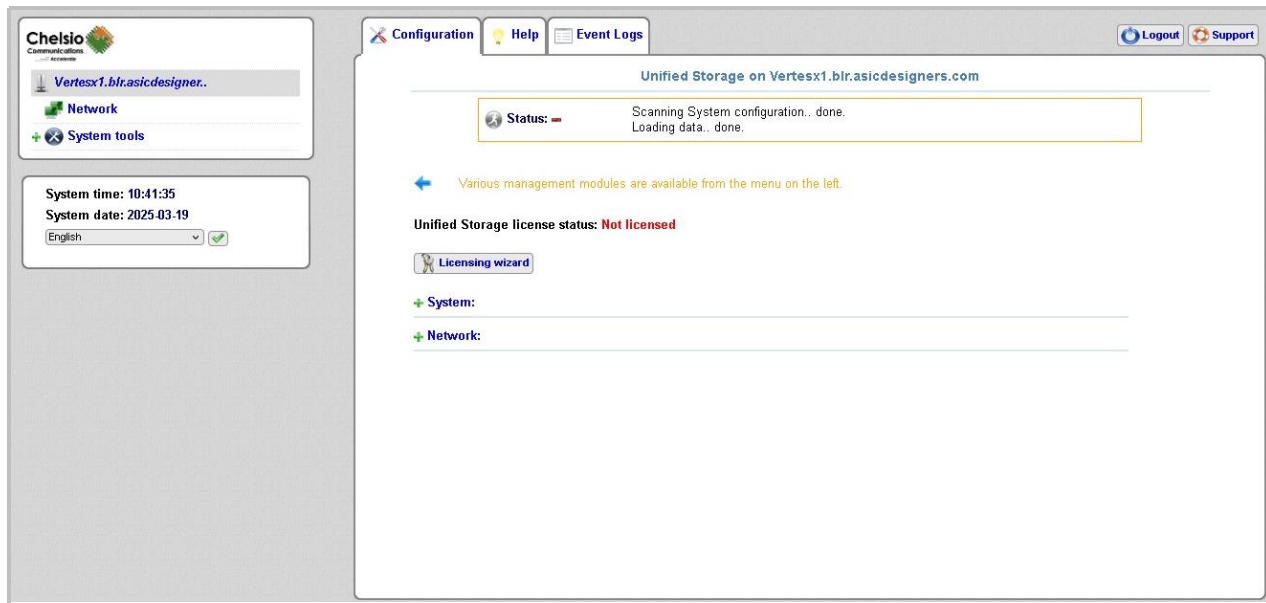 Chelsio
Communications
Accelerate
Vertesx1.blr.asicdesigner..
Network
System tools
System time: 10:41:35
System date: 2025-03-19
English
Configuration
Help
Event Logs
Logout
Support
Unified Storage on Vertesx1.blr.asicdesigners.com
Status:
Scanning System configuration.. done.
Loading data.. done.
Various management modules are available from the menu on the left.
Unified Storage license status: Not licensed
Licensing wizard
System:
Network: